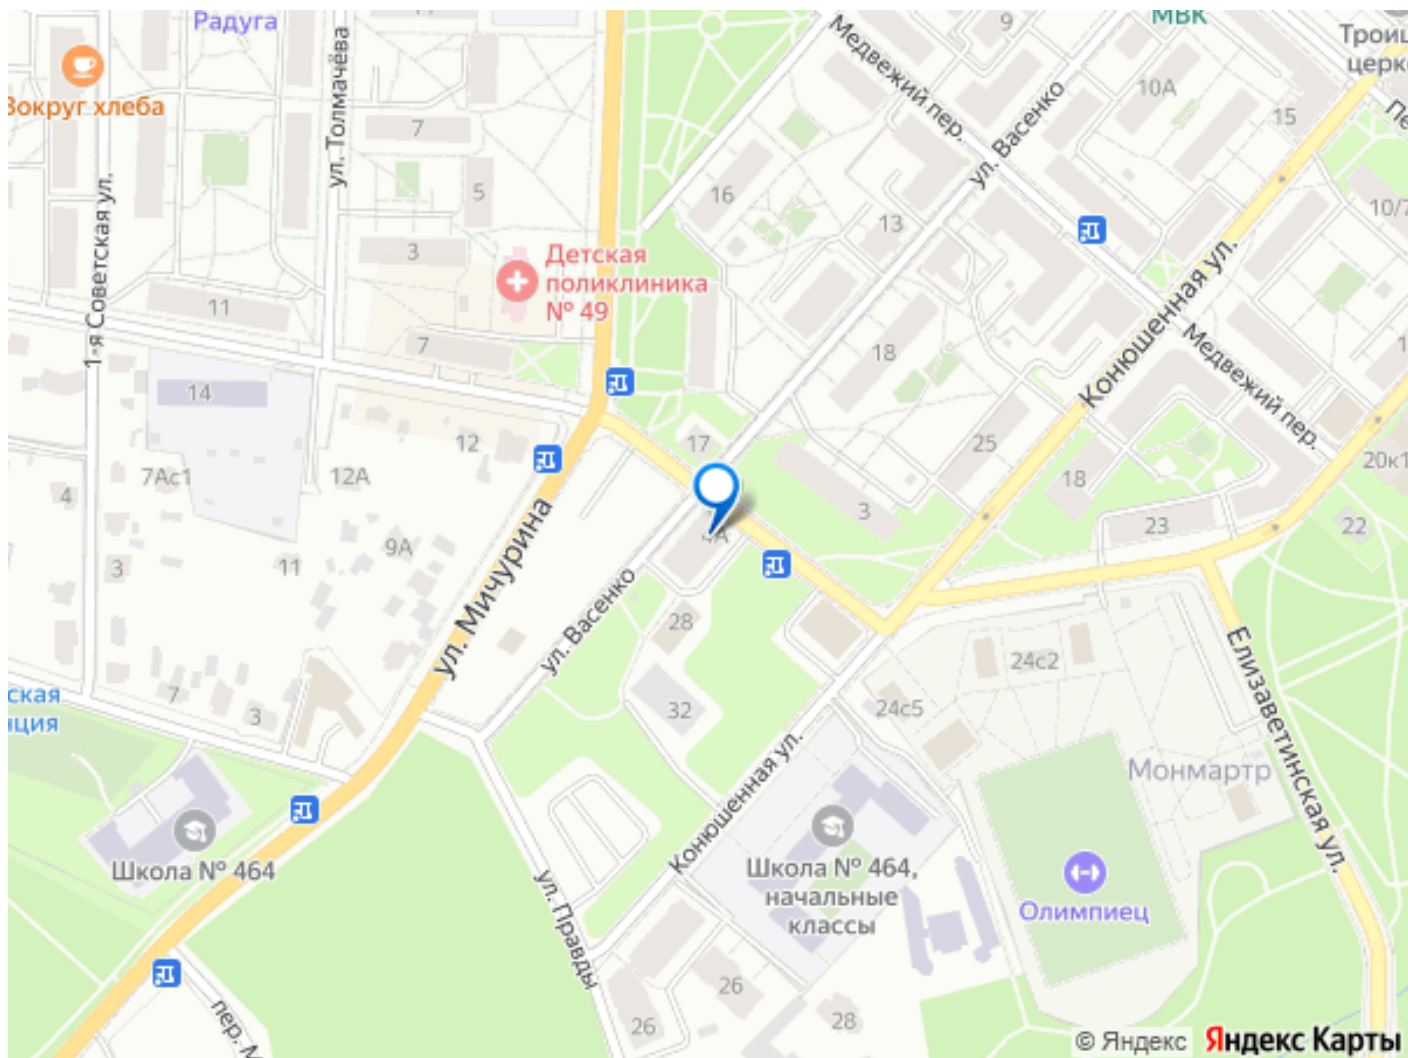 Радуга
МВК
9
Медвежий пер.
10А
15
Вокруг хлеба
ул. Толмачёва
7
5
3
1-я Советская ул.
16
13
ул. Васенко
10/7
Детская
поликлиника
№ 49
11
7
18
Конюшенная ул.
Медвежий пер.
14
12
17
25
7Ас1
12А
4
18
20к1
3
4А
23
22
9А
11
3
ул. Мичурина
ул. Васенко
28
24с2
Елизаветинская ул.
7
3
32
24с5
Монмартр
Конюшенная ул.
Школа № 464
Школа № 464,
начальные
классы
Олимпиец
ул. Правды
26
26
28
© Яндекс Яндекс Карты